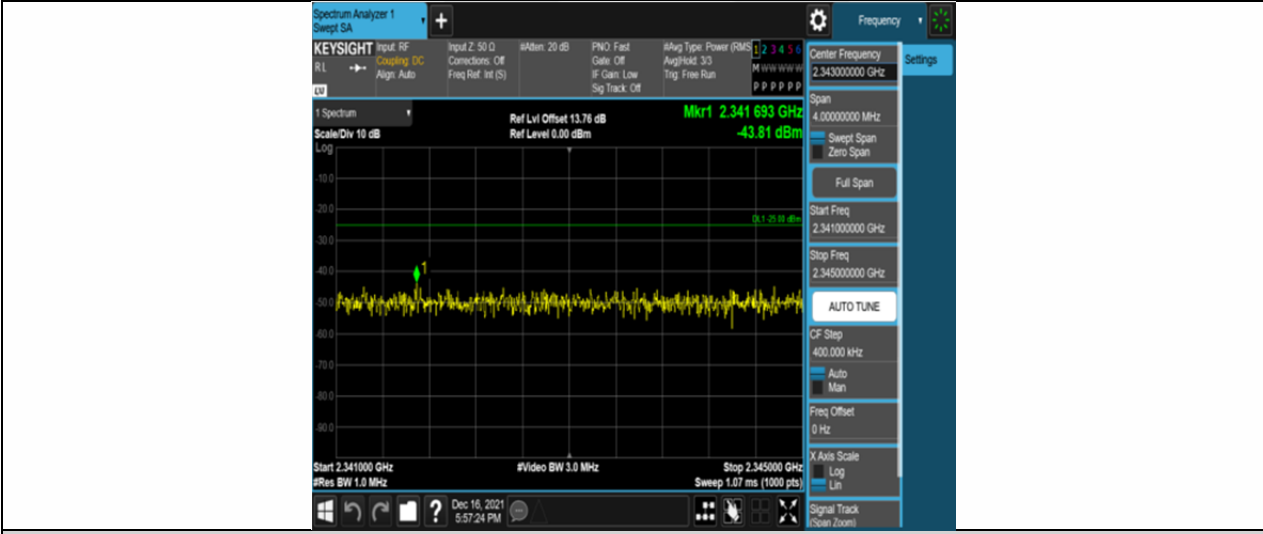 Spectrum Analyzer 1
Swept SA
+
Frequency
KEYSIGHT
RL
Input: RF
Coupling: DC
Align: Auto
Input Z: 50 Ω
Corrections: Off
Freq Ref: Int (S)
#Atten: 20 dB
PNO: Fast
Gate: Off
IF Gain: Low
Sig Track: Off
#Avg Type: Power (RMS
Avg|Hold: 3/3
Trig: Free Run
1 2 3 4 5 6
M W W W W W
P P P P P P
1 Spectrum
Scale/Div 10 dB
Ref Lvl Offset 13.76 dB
Ref Level 0.00 dBm
Mkr1 2.341 693 GHz
-43.81 dBm
Log
-10.0
-20.0
-30.0
-40.0
-50.0
-60.0
-70.0
-80.0
-90.0
DL1 -25.00 dBm
1
Start 2.341000 GHz
#Res BW 1.0 MHz
#Video BW 3.0 MHz
Stop 2.345000 GHz
Sweep 1.07 ms (1000 pts)
?
Dec 16, 2021
5:57:24 PM
Center Frequency
2.343000000 GHz
Settings
Span
4.00000000 MHz
Swept Span
Zero Span
Full Span
Start Freq
2.341000000 GHz
Stop Freq
2.345000000 GHz
AUTO TUNE
CF Step
400.000 kHz
Auto
Man
Freq Offset
0 Hz
X Axis Scale
Log
Lin
Signal Track
(Span Zoom)